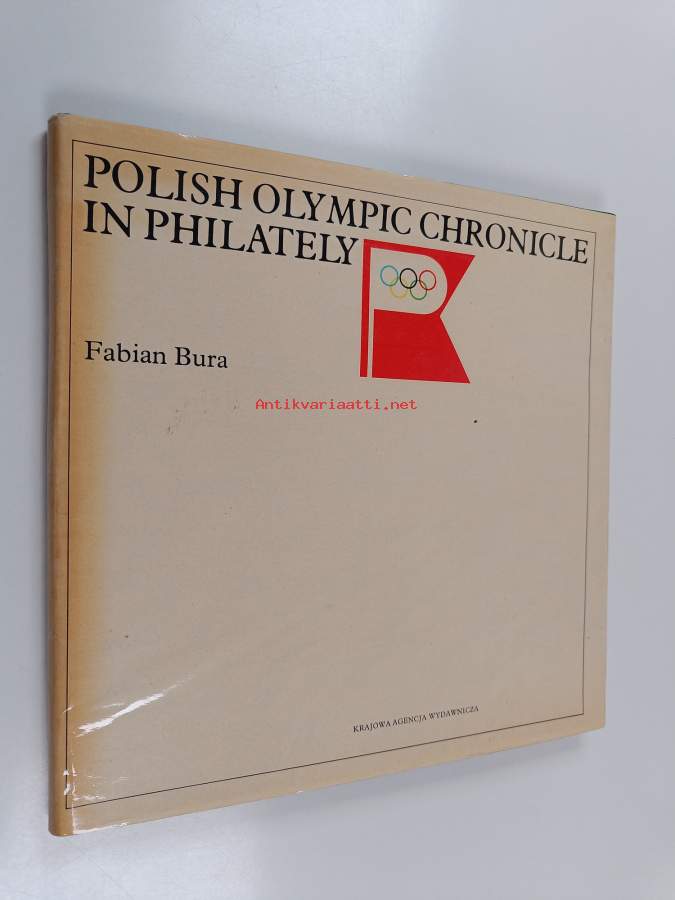 POLISH OLYMPIC CHRONICLE
IN PHILATELY
Fabian Bura
Antikvariaatti.net
KRAJOWA AGENCJA WYDAWNICZA